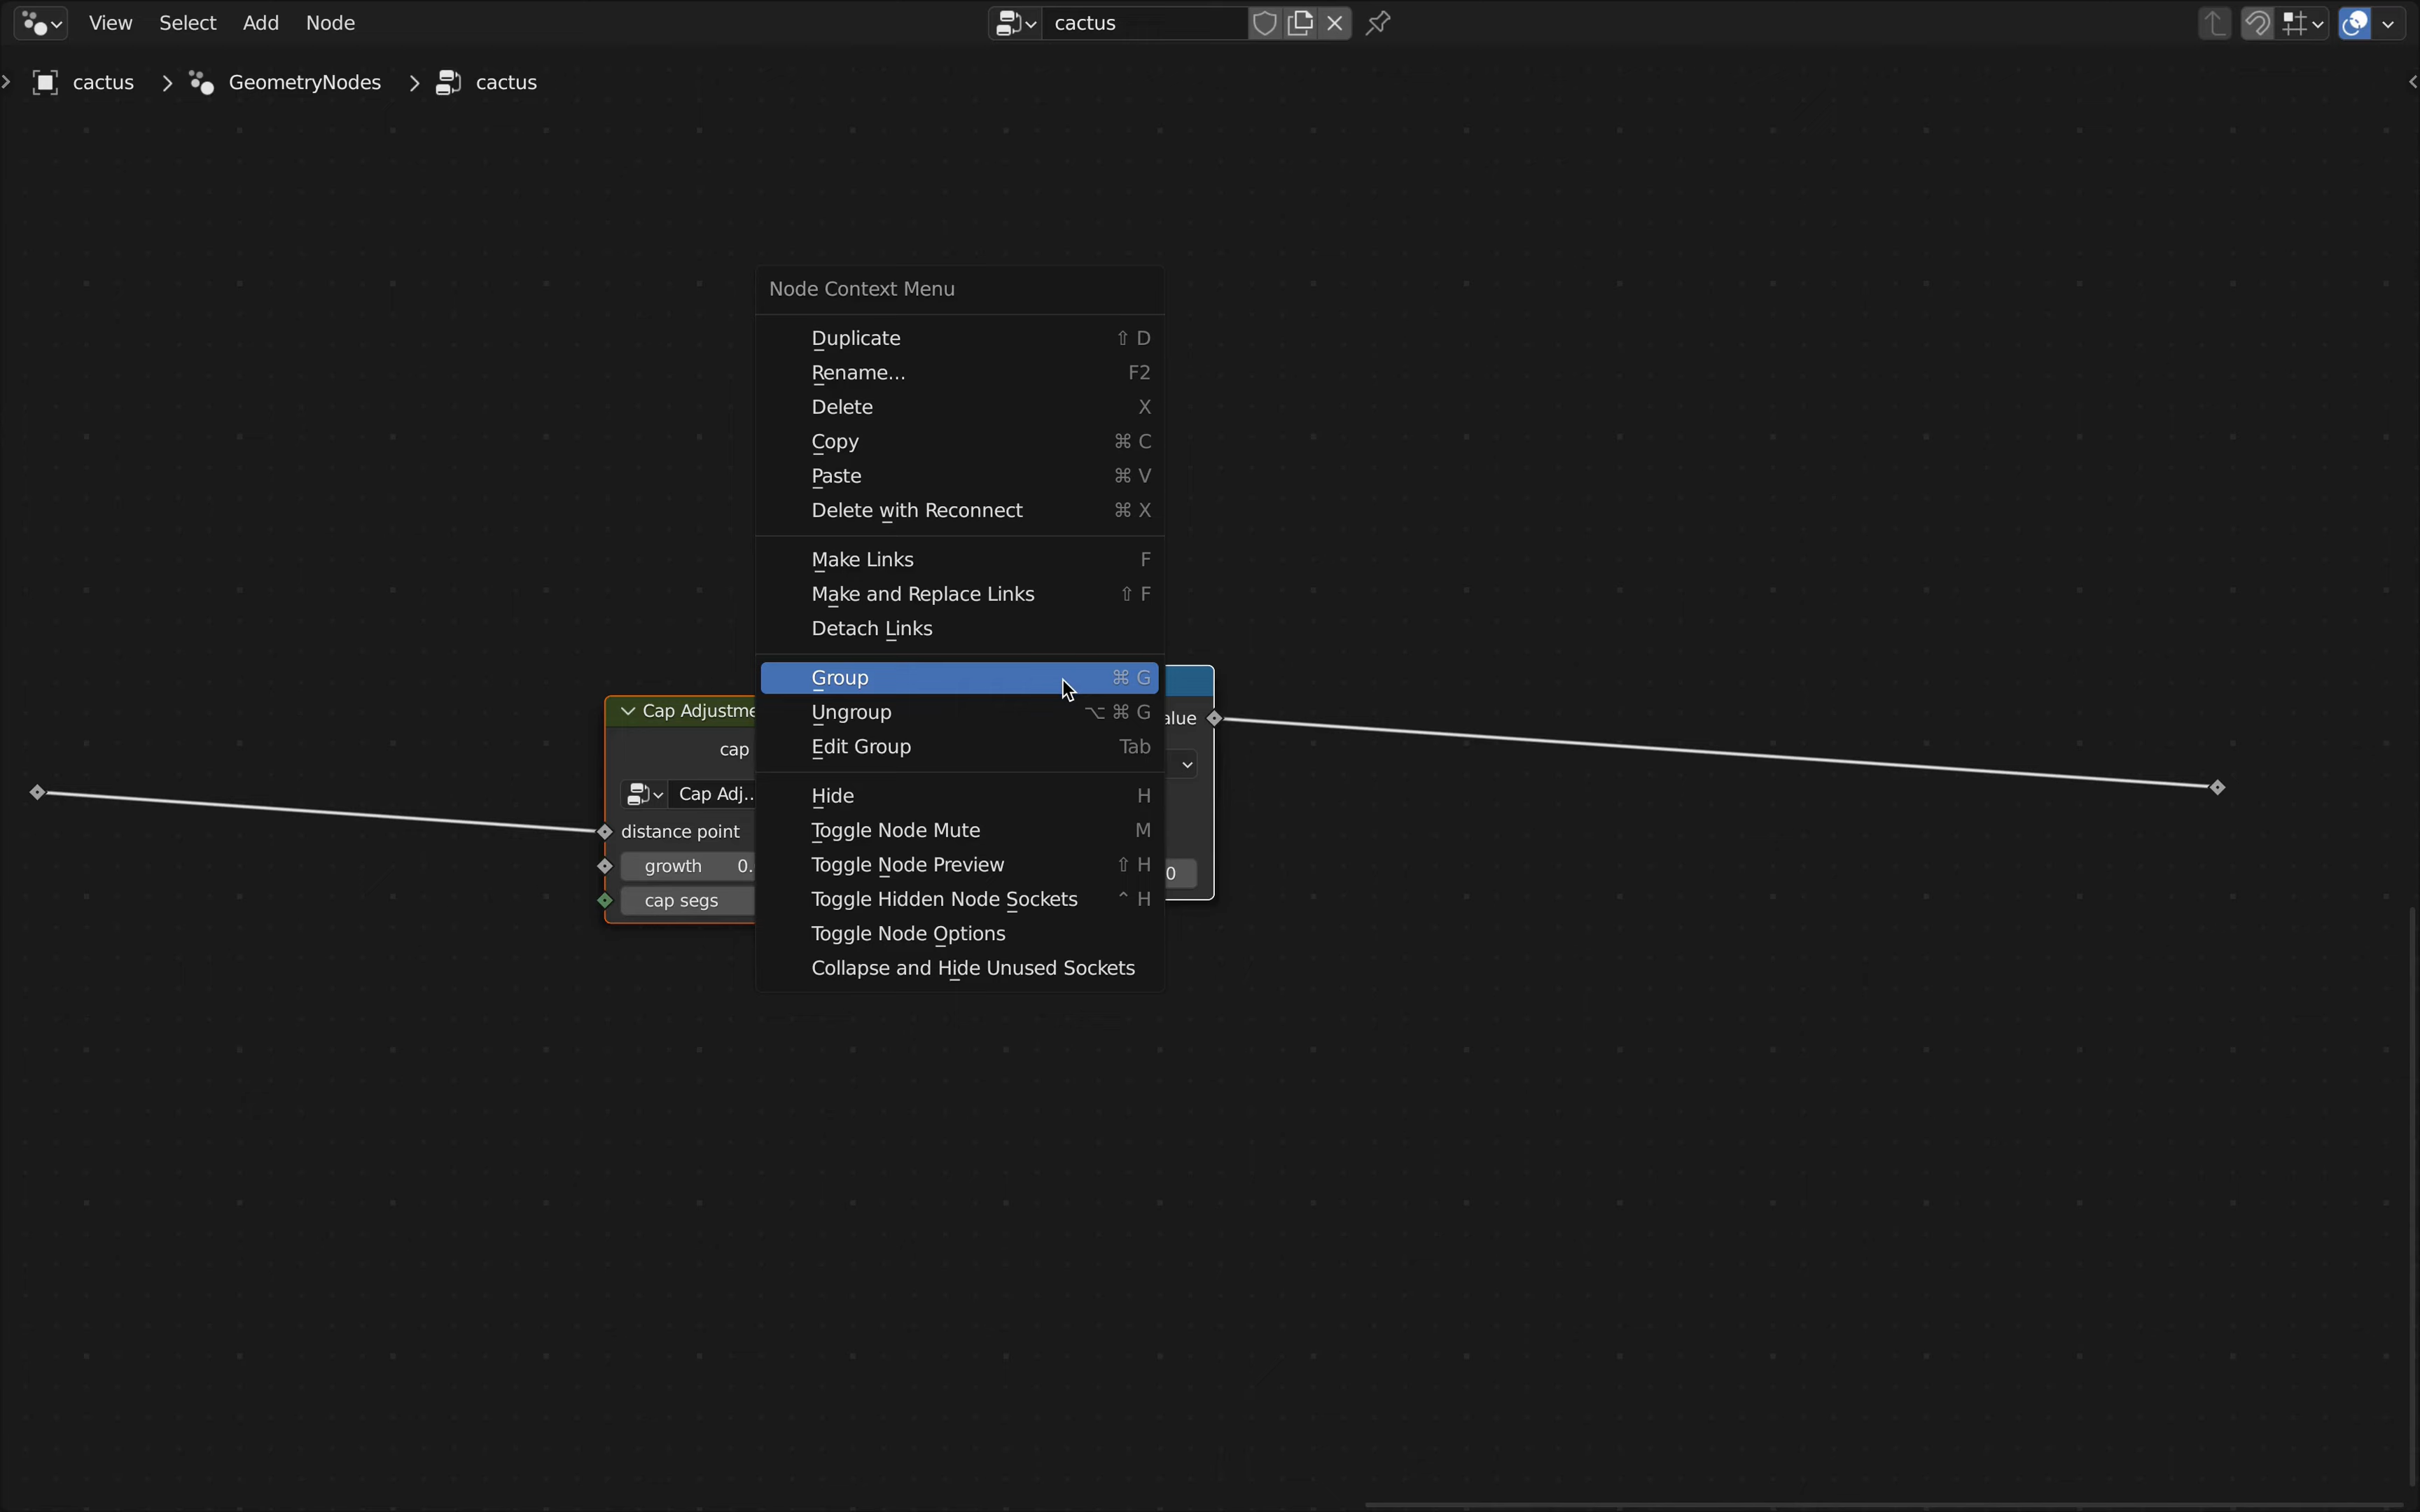 View Select Add Node cactus
cactus GeometryNodes cactus
Node Context Menu
Duplicate ⇧ D
Rename... F2
Delete X
Copy ⌘ C
Paste ⌘ V
Delete with Reconnect ⌘ X
Make Links F
Make and Replace Links ⇧ F
Detach Links
Group ⌘ G
Ungroup ⌥ ⌘ G
Edit Group Tab
Hide H
Toggle Node Mute M
Toggle Node Preview ⇧ H
Toggle Hidden Node Sockets ⌃ H
Toggle Node Options
Collapse and Hide Unused Sockets
Cap Adjustme
cap
Cap Adj..
distance point
growth 0.
cap segs
alue
0